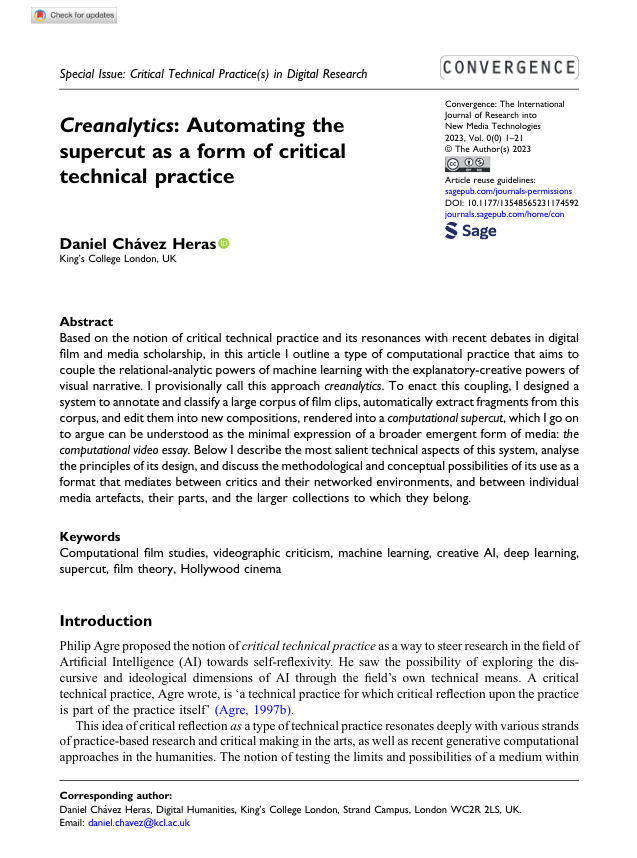 Check for updates
Special Issue: Critical Technical Practice(s) in Digital Research
CONVERGENCE
Creanalytics: Automating the
supercut as a form of critical
technical practice
Convergence: The International
Journal of Research into
New Media Technologies
2023, Vol. 0(0) 1–21
© The Author(s) 2023
Article reuse guidelines:
sagepub.com/journals-permissions
DOI: 10.1177/13548565231174592
journals.sagepub.com/home/con
Sage
Daniel Chávez Heras
King's College London, UK
Abstract
Based on the notion of critical technical practice and its resonances with recent debates in digital
film and media scholarship, in this article I outline a type of computational practice that aims to
couple the relational-analytic powers of machine learning with the explanatory-creative powers of
visual narrative. I provisionally call this approach creanalytics. To enact this coupling, I designed a
system to annotate and classify a large corpus of film clips, automatically extract fragments from this
corpus, and edit them into new compositions, rendered into a computational supercut, which I go on
to argue can be understood as the minimal expression of a broader emergent form of media: the
computational video essay. Below I describe the most salient technical aspects of this system, analyse
the principles of its design, and discuss the methodological and conceptual possibilities of its use as a
format that mediates between critics and their networked environments, and between individual
media artefacts, their parts, and the larger collections to which they belong.
Keywords
Computational film studies, videographic criticism, machine learning, creative AI, deep learning,
supercut, film theory, Hollywood cinema
Introduction
Philip Agre proposed the notion of critical technical practice as a way to steer research in the field of
Artificial Intelligence (AI) towards self-reflexivity. He saw the possibility of exploring the dis-
cursive and ideological dimensions of AI through the field's own technical means. A critical
technical practice, Agre wrote, is 'a technical practice for which critical reflection upon the practice
is part of the practice itself' (Agre, 1997b).
This idea of critical reflection as a type of technical practice resonates deeply with various strands
of practice-based research and critical making in the arts, as well as recent generative computational
approaches in the humanities. The notion of testing the limits and possibilities of a medium within
Corresponding author:
Daniel Chávez Heras, Digital Humanities, King's College London, Strand Campus, London WC2R 2LS, UK.
Email: daniel.chavez@kcl.ac.uk